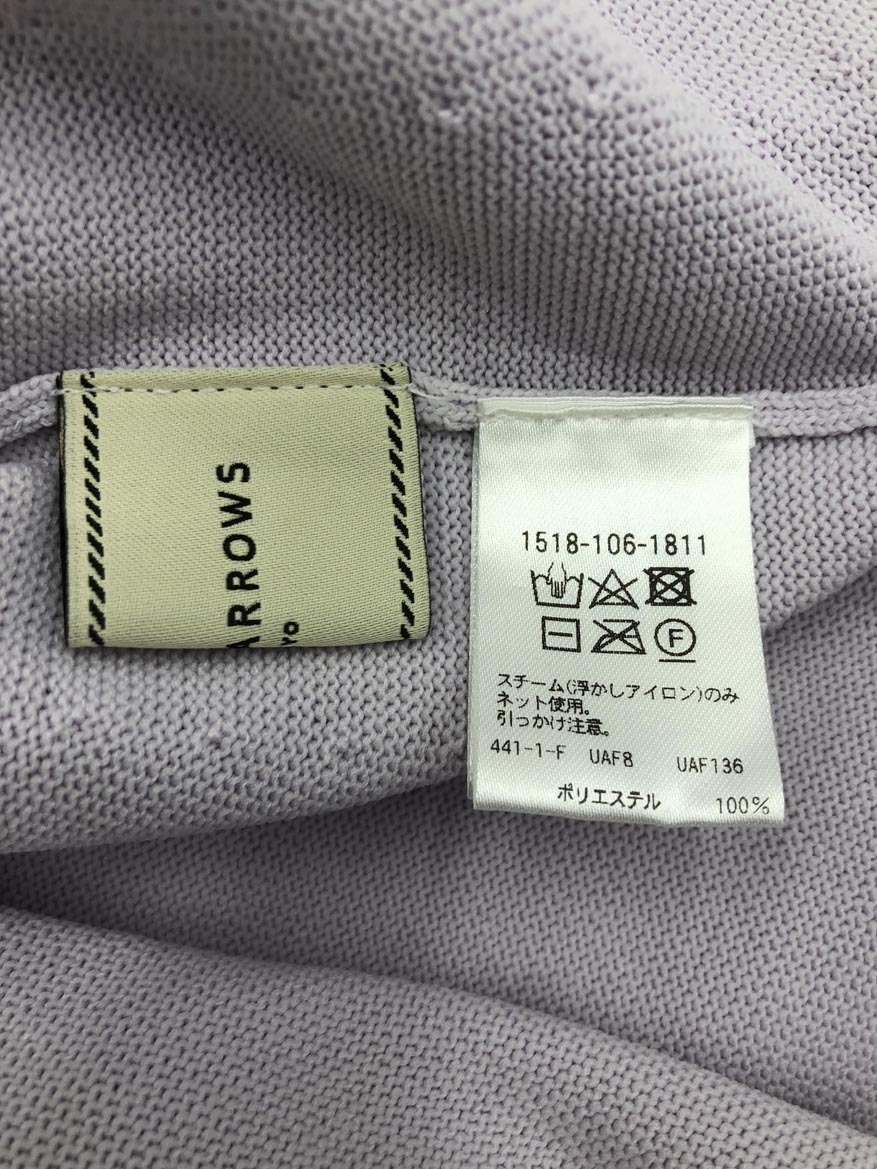 ARROWS
1518-106-1811
F
スチーム(浮かしアイロン)のみ
ネット使用。
引っかけ注意。
441-1-F UAF8 UAF136
ポリエステル 100%